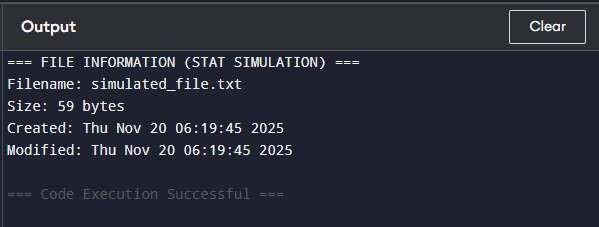 Output
Clear
=== FILE INFORMATION (STAT SIMULATION) ===
Filename: simulated_file.txt
Size: 59 bytes
Created: Thu Nov 20 06:19:45 2025
Modified: Thu Nov 20 06:19:45 2025
=== Code Execution Successful ===